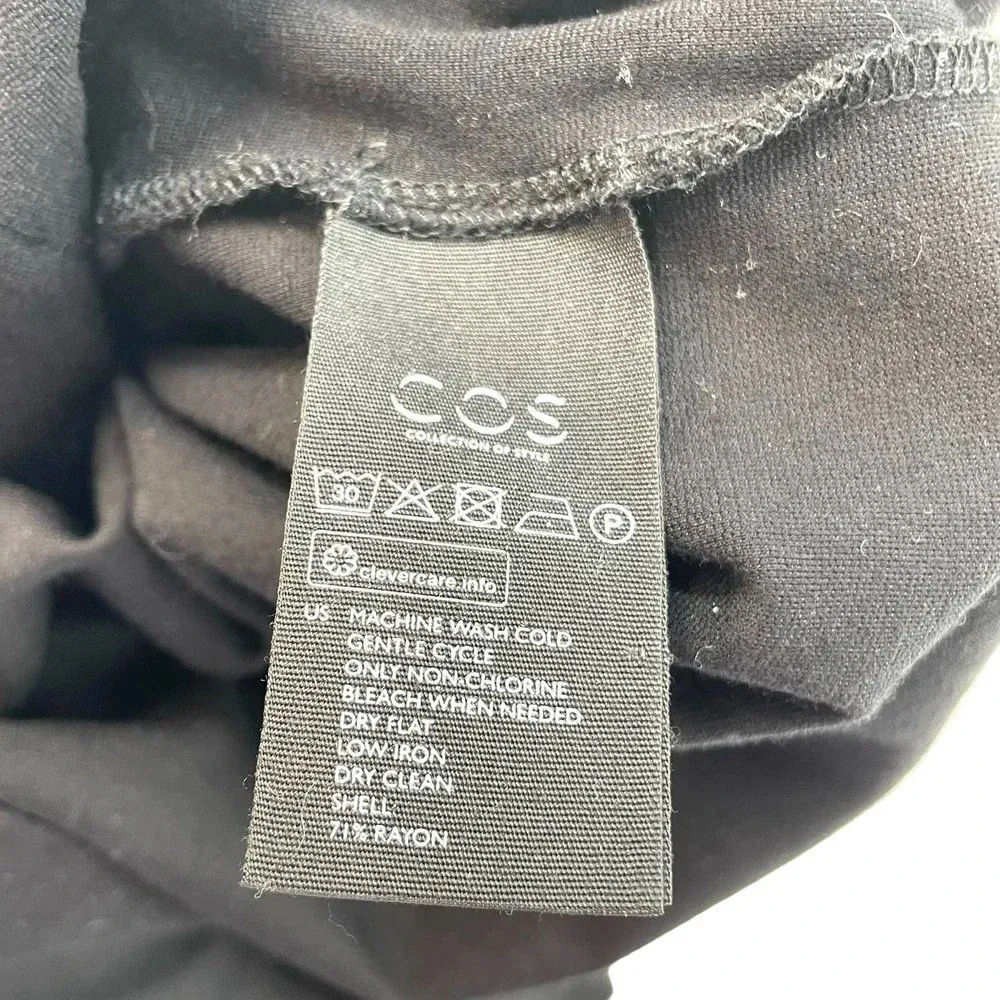 COS
COLLECTION OF STYLE
30 P
clevercare.info
US MACHINE WASH COLD
GENTLE CYCLE
ONLY NON-CHLORINE
BLEACH WHEN NEEDED
DRY FLAT
LOW IRON
DRY CLEAN
SHELL
71% RAYON